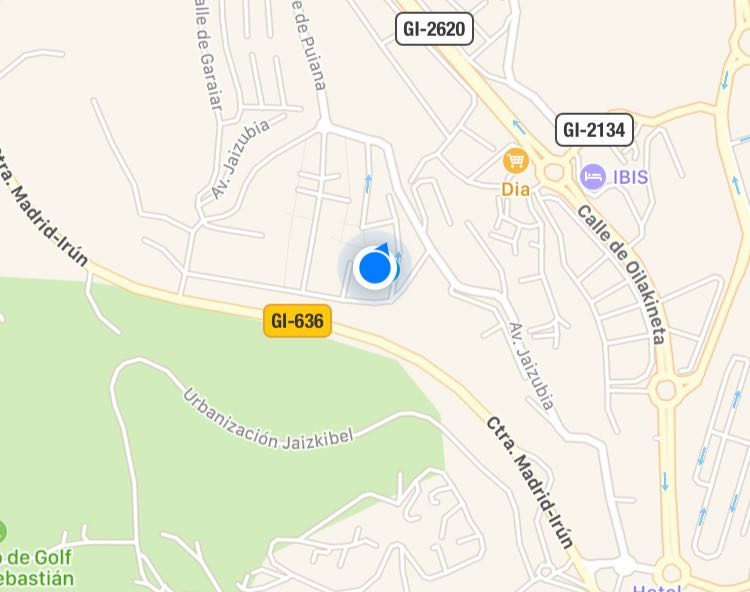 GI-2620
Calle de Garaiar
e de Puiana
Av. Jaizubia
GI-2134
Dia
IBIS
Ctra. Madrid-Irún
Calle de Oilakineta
GI-636
Av. Jaizubia
Urbanización Jaizkibel
Ctra. Madrid-Irún
o de Golf
ebastián
Hotel